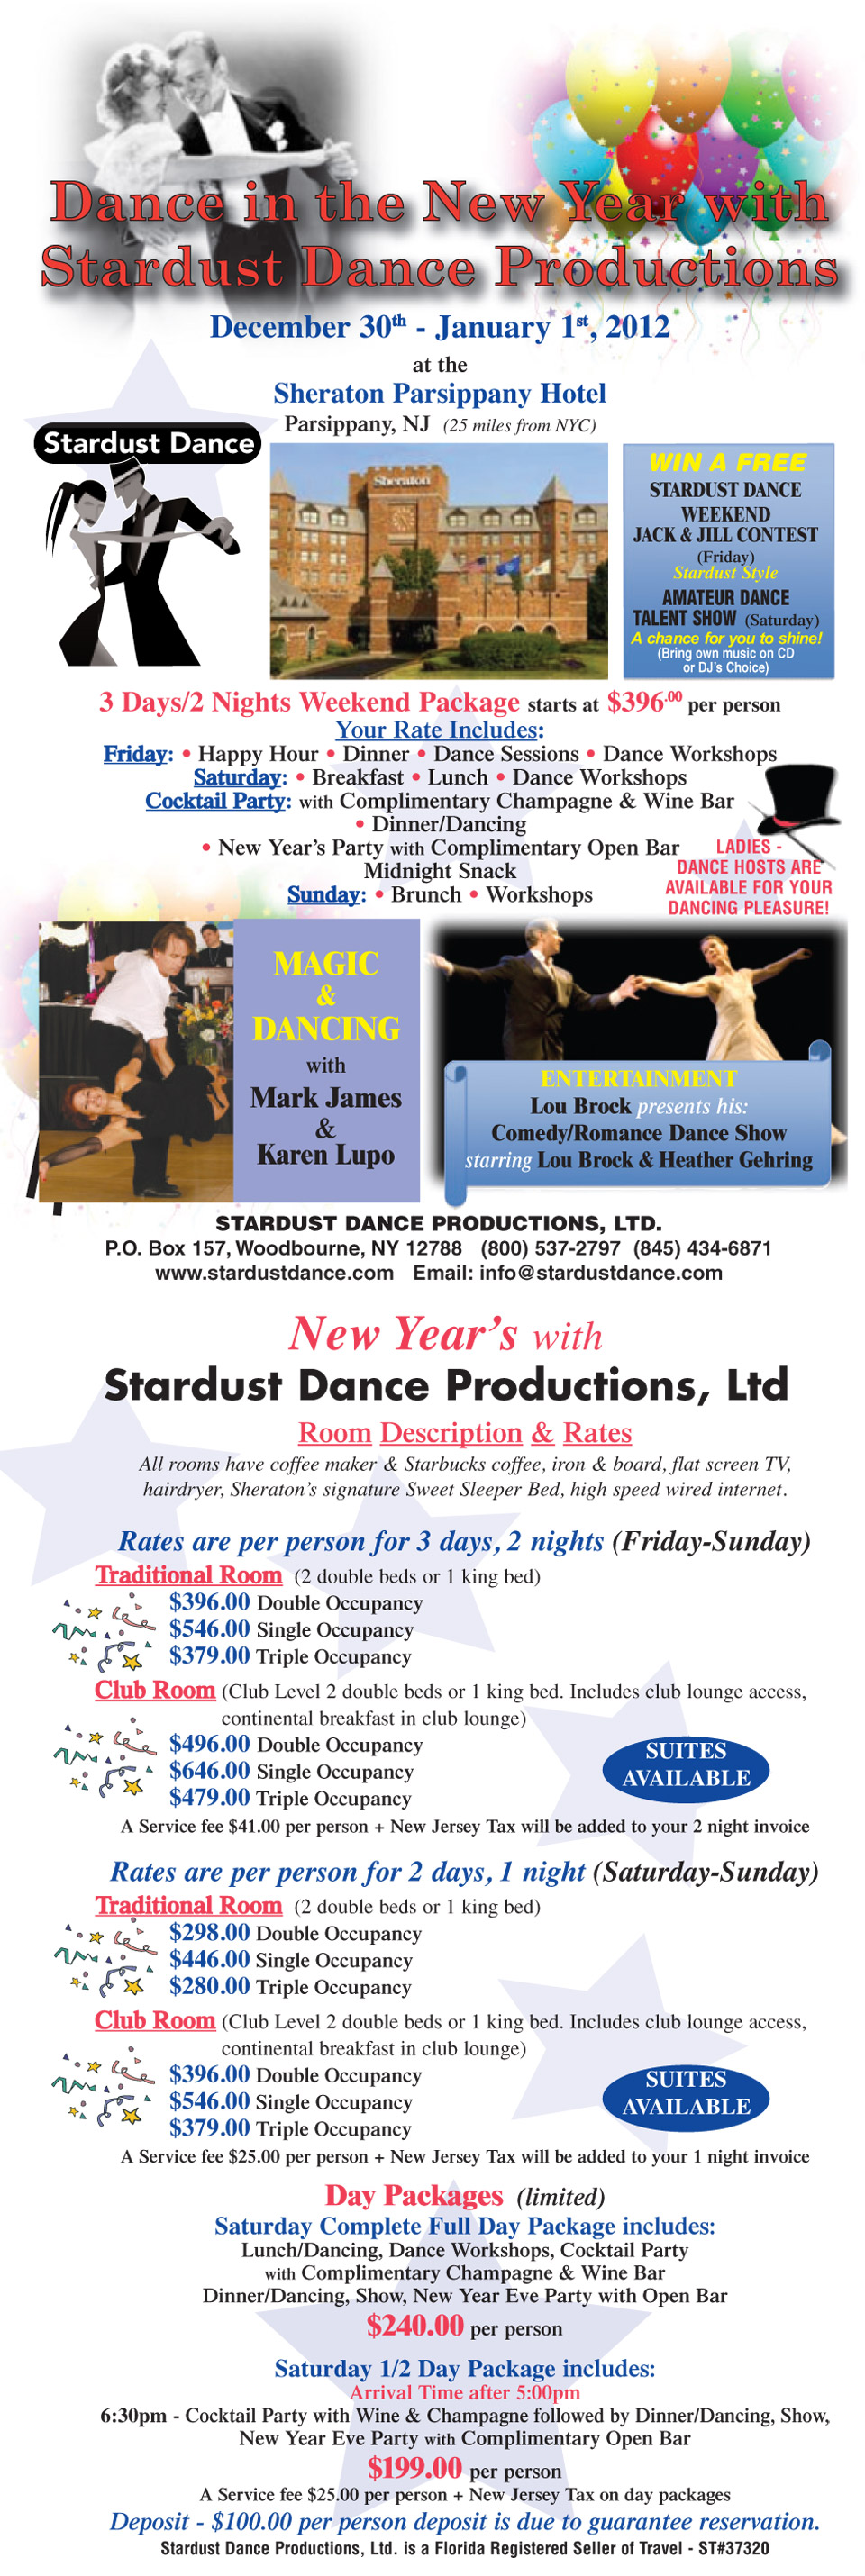 Dance in the New Year with
Stardust Dance Productions
December 30th - January 1st, 2012
at the
Sheraton Parsippany Hotel
Parsippany, NJ (25 miles from NYC)
Stardust Dance
Sheraton
WIN A FREE
STARDUST DANCE
WEEKEND
JACK & JILL CONTEST
(Friday)
Stardust Style
AMATEUR DANCE
TALENT SHOW (Saturday)
A chance for you to shine!
(Bring own music on CD
or DJ's Choice)
3 Days/2 Nights Weekend Package starts at $396.00 per person
Your Rate Includes:
Friday: • Happy Hour • Dinner • Dance Sessions • Dance Workshops
Saturday: • Breakfast • Lunch • Dance Workshops
Cocktail Party: with Complimentary Champagne & Wine Bar
• Dinner/Dancing
• New Year's Party with Complimentary Open Bar
Midnight Snack
Sunday: • Brunch • Workshops
LADIES -
DANCE HOSTS ARE
AVAILABLE FOR YOUR
DANCING PLEASURE!
MAGIC
&
DANCING
with
Mark James
&
Karen Lupo
ENTERTAINMENT
Lou Brock presents his:
Comedy/Romance Dance Show
starring Lou Brock & Heather Gehring
STARDUST DANCE PRODUCTIONS, LTD.
P.O. Box 157, Woodbourne, NY 12788 (800) 537-2797 (845) 434-6871
www.stardustdance.com Email: info@stardustdance.com
New Year's with
Stardust Dance Productions, Ltd
Room Description & Rates
All rooms have coffee maker & Starbucks coffee, iron & board, flat screen TV,
hairdryer, Sheraton's signature Sweet Sleeper Bed, high speed wired internet.
Rates are per person for 3 days, 2 nights (Friday-Sunday)
Traditional Room (2 double beds or 1 king bed)
$396.00 Double Occupancy
$546.00 Single Occupancy
$379.00 Triple Occupancy
Club Room (Club Level 2 double beds or 1 king bed. Includes club lounge access,
continental breakfast in club lounge)
$496.00 Double Occupancy
$646.00 Single Occupancy
$479.00 Triple Occupancy
SUITES
AVAILABLE
A Service fee $41.00 per person + New Jersey Tax will be added to your 2 night invoice
Rates are per person for 2 days, 1 night (Saturday-Sunday)
Traditional Room (2 double beds or 1 king bed)
$298.00 Double Occupancy
$446.00 Single Occupancy
$280.00 Triple Occupancy
Club Room (Club Level 2 double beds or 1 king bed. Includes club lounge access,
continental breakfast in club lounge)
$396.00 Double Occupancy
$546.00 Single Occupancy
$379.00 Triple Occupancy
SUITES
AVAILABLE
A Service fee $25.00 per person + New Jersey Tax will be added to your 1 night invoice
Day Packages (limited)
Saturday Complete Full Day Package includes:
Lunch/Dancing, Dance Workshops, Cocktail Party
with Complimentary Champagne & Wine Bar
Dinner/Dancing, Show, New Year Eve Party with Open Bar
$240.00 per person
Saturday 1/2 Day Package includes:
Arrival Time after 5:00pm
6:30pm - Cocktail Party with Wine & Champagne followed by Dinner/Dancing, Show,
New Year Eve Party with Complimentary Open Bar
$199.00 per person
A Service fee $25.00 per person + New Jersey Tax on day packages
Deposit - $100.00 per person deposit is due to guarantee reservation.
Stardust Dance Productions, Ltd. is a Florida Registered Seller of Travel - ST#37320